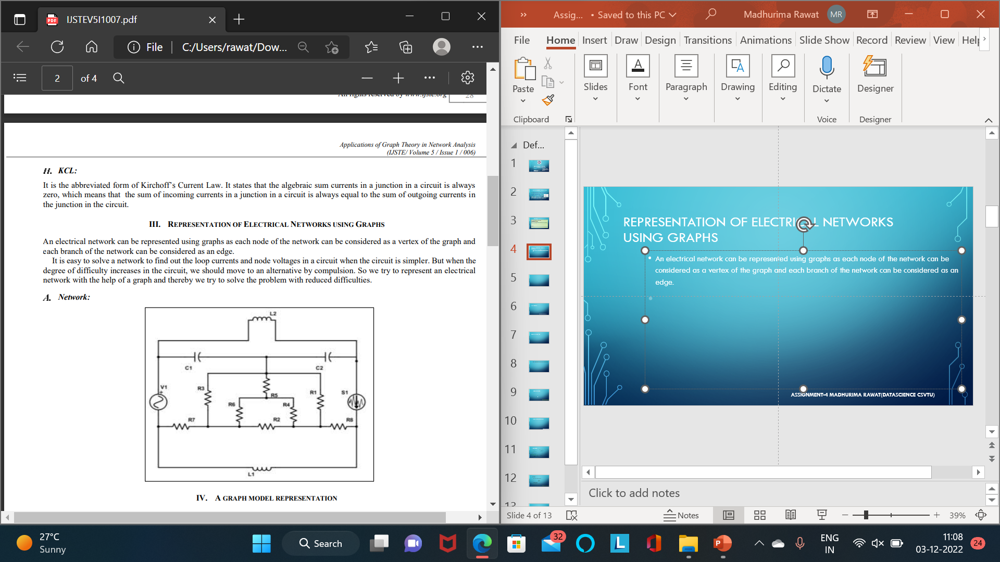 IJSTEV5I1007.pdf
File
C:/Users/rawat/Dow...
2
of 4
All rights reserved by www.ijste.org
28
Applications of Graph Theory in Network Analysis
(IJSTE/ Volume 5 / Issue 1 / 006)
H. KCL:
It is the abbreviated form of Kirchoff's Current Law. It states that the algebraic sum currents in a junction in a circuit is always
zero, which means that the sum of incoming currents in a junction in a circuit is always equal to the sum of outgoing currents in
the junction in the circuit.
III. REPRESENTATION OF ELECTRICAL NETWORKS USING GRAPHS
An electrical network can be represented using graphs as each node of the network can be considered as a vertex of the graph and
each branch of the network can be considered as an edge.
It is easy to solve a network to find out the loop currents and node voltages in a circuit when the circuit is simpler. But when the
degree of difficulty increases in the circuit, we should move to an alternative by compulsion. So we try to represent an electrical
network with the help of a graph and thereby we try to solve the problem with reduced difficulties.
A. Network:
L2
C1
C2
V1
+
R3
R5
R1
S1
R6
R4
R7
R2
R8
L1
IV. A GRAPH MODEL REPRESENTATION
Assig...
• Saved to this PC
Madhurima Rawat
MR
File
Home
Insert
Draw
Design
Transitions
Animations
Slide Show
Record
Review
View
Help
Paste
Slides
Font
Paragraph
Drawing
Editing
Dictate
Designer
Clipboard
Voice
Designer
Def...
1
2
3
4
5
6
7
8
9
10
11
12
13
REPRESENTATION OF ELECTRICAL NETWORKS
USING GRAPHS
• An electrical network can be represented using graphs as each node of the network can be
considered as a vertex of the graph and each branch of the network can be considered as an
edge.
•
ASSIGNMENT-4 MADHURIMA RAWAT(DATASCIENCE CSVTU)
Click to add notes
Slide 4 of 13
Notes
39%
27°C
Sunny
Search
32
ENG
IN
11:08
03-12-2022
24